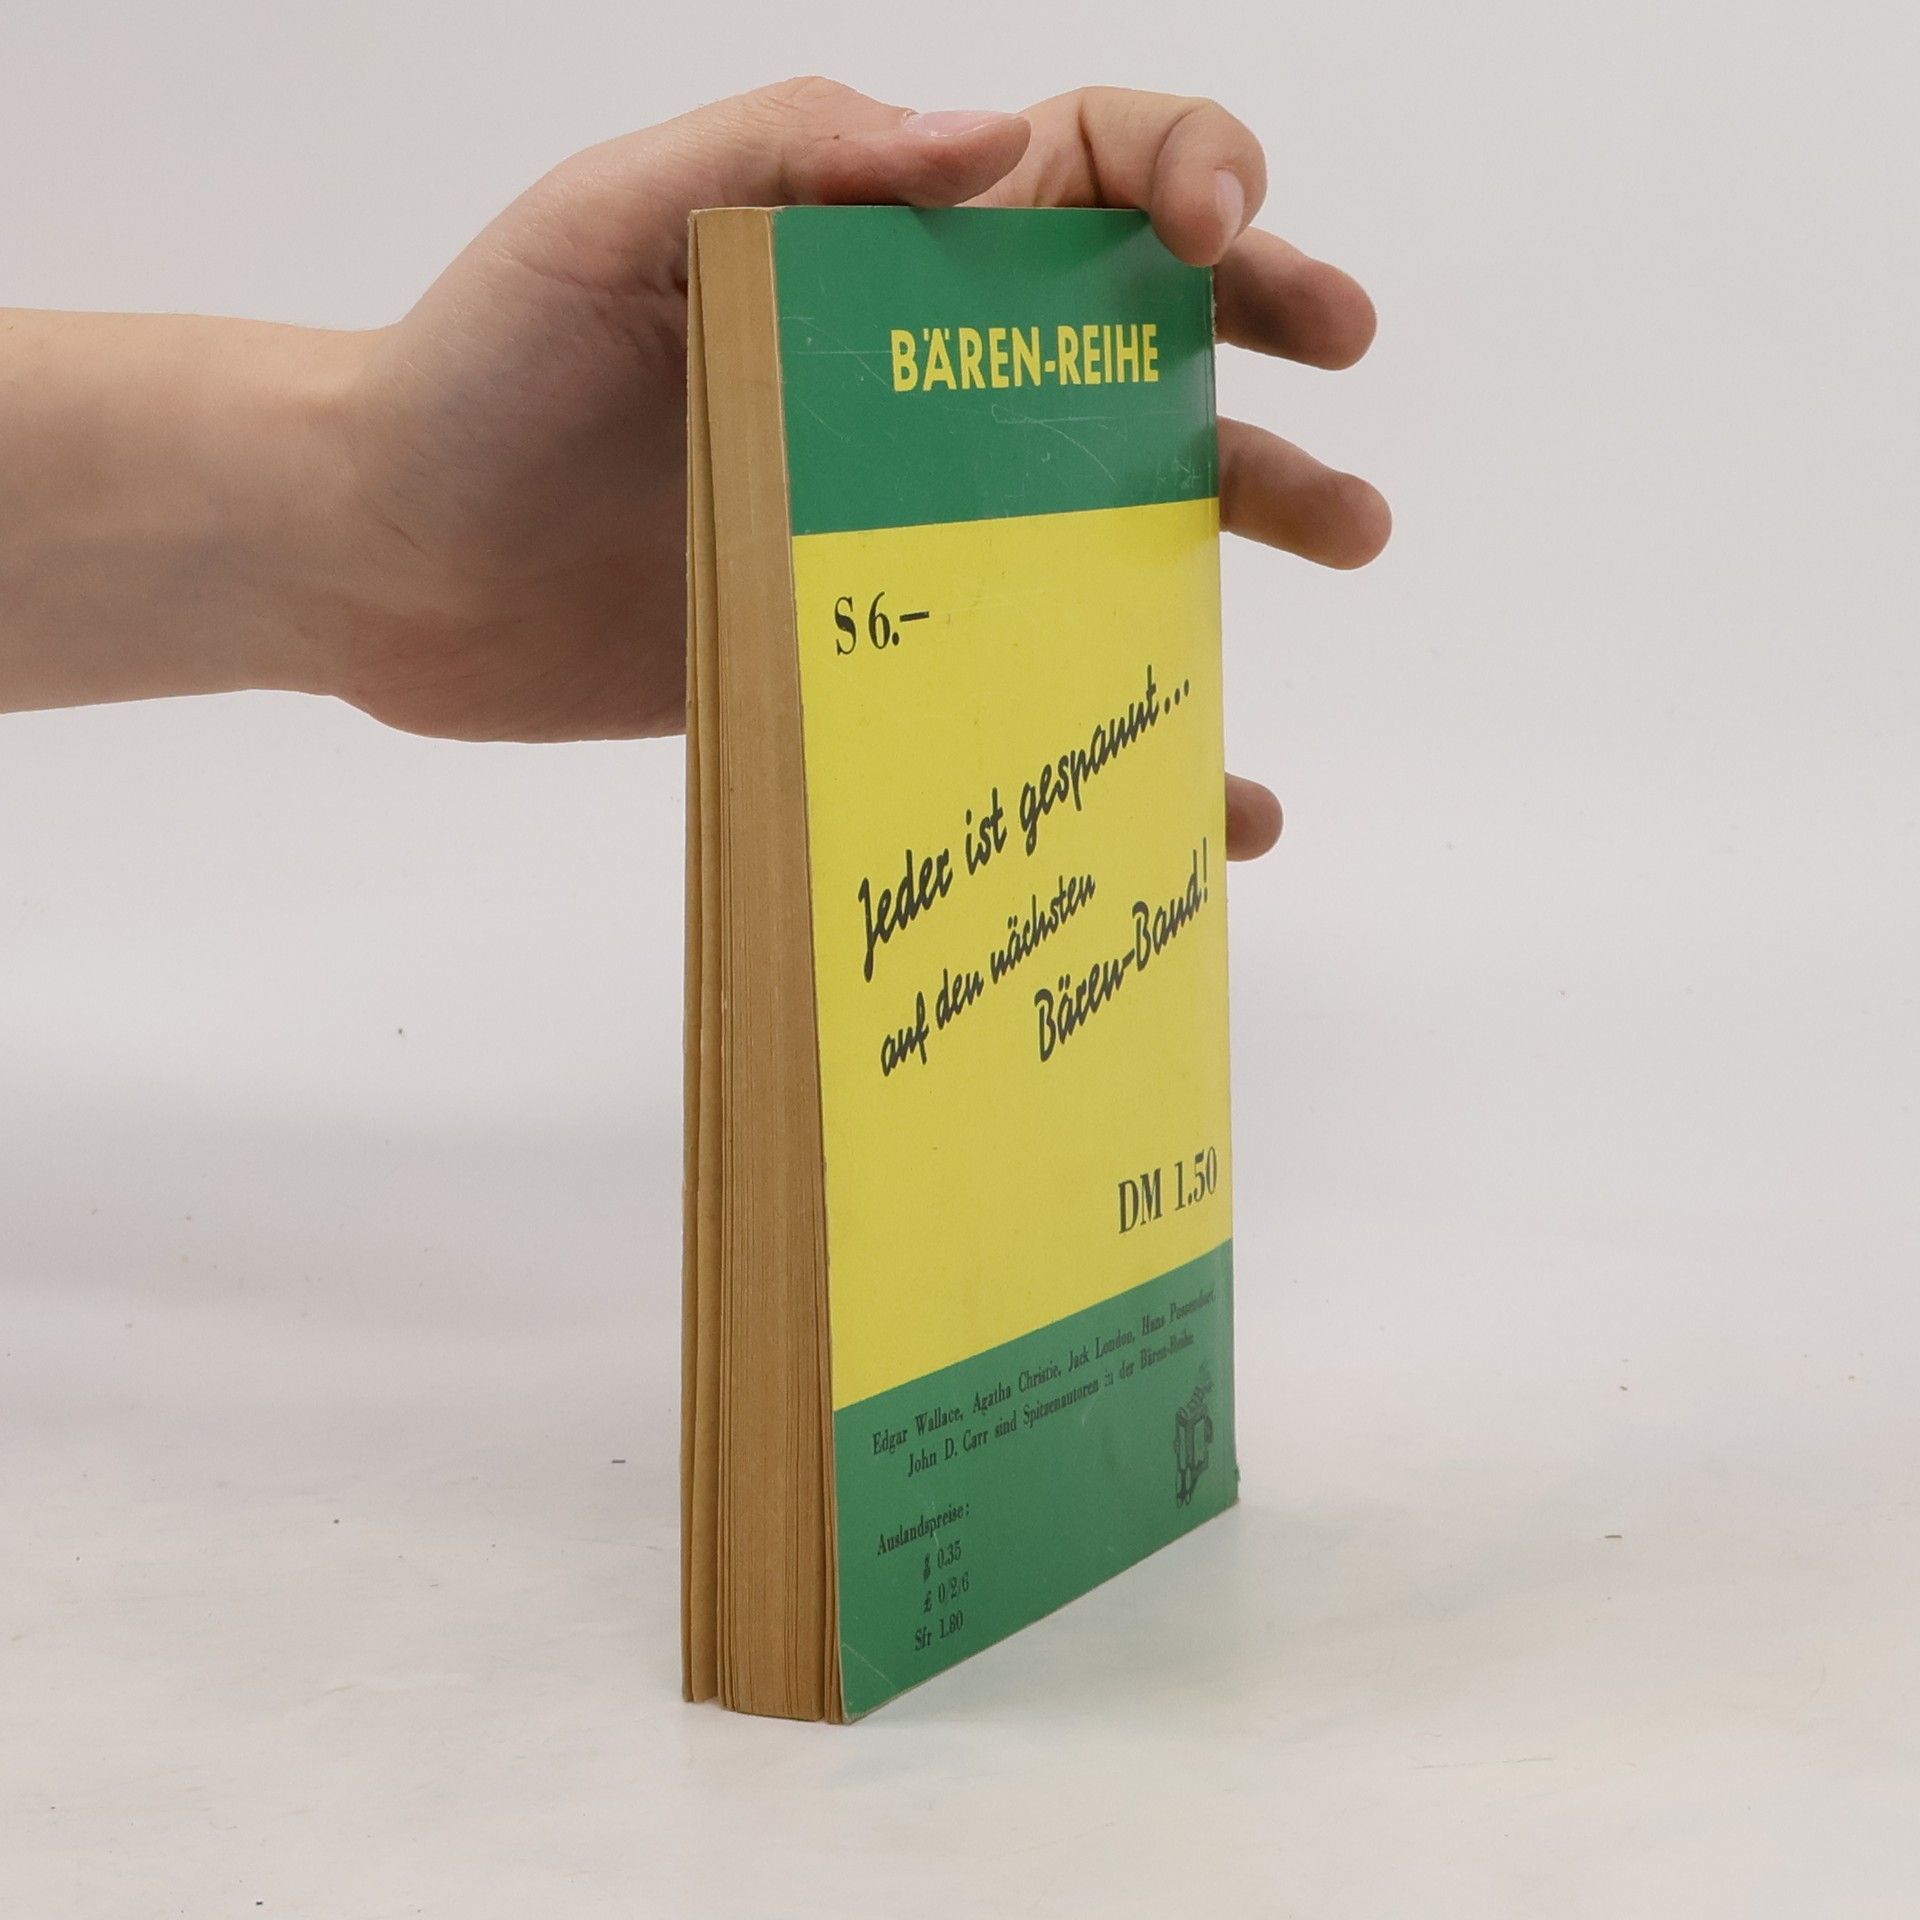 BÄREN-REIHE
S 6.–
Jeder ist gespannt...
auf den nächsten
Bären-Band!
DM 1.50
Edgar Wallace, Agatha Christie, Jack London, Hans Possendorf,
John D. Carr sind Spitzenautoren in der Bären-Reihe
Auslandspreise:
$ 0.35
£ 0/2/6
Sfr 1.80